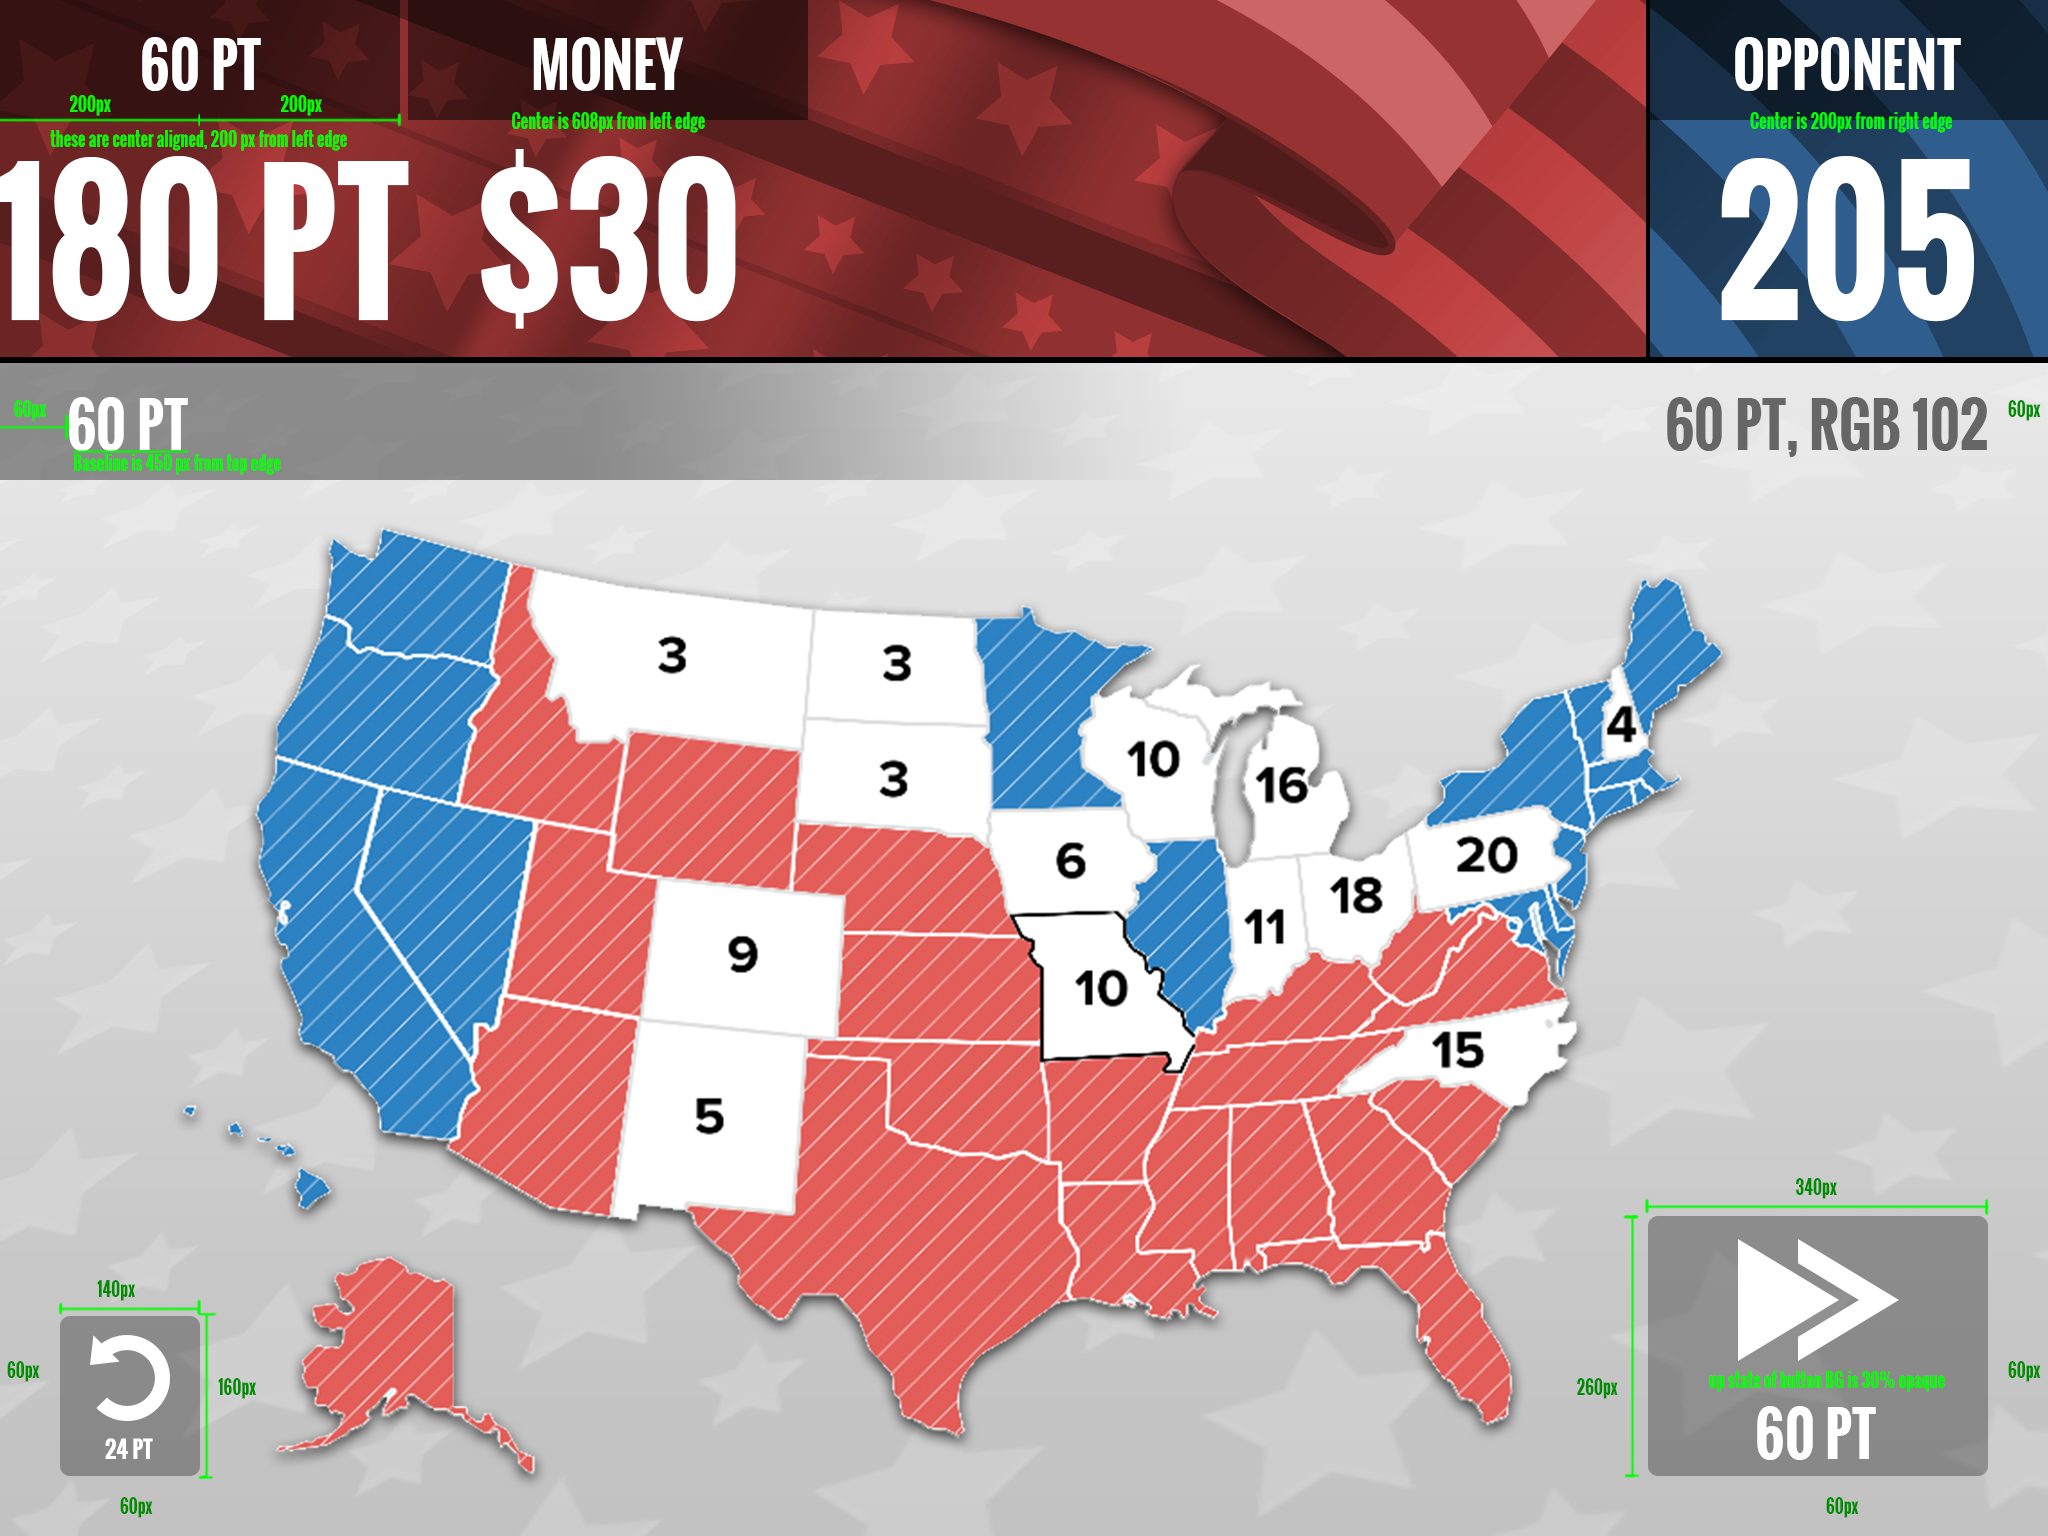 60 PT
MONEY
OPPONENT
200px
200px
Center is 608px from left edge
Center is 200px from right edge
these are center aligned, 200 px from left edge
180 PT
$30
205
60px
60 PT
60 PT, RGB 102
60px
Baseline is 450 px from top edge
3
3
4
10
3
16
20
6
18
11
9
10
15
5
340px
140px
60px
160px
24 PT
60px
260px
up state of button BG is 30% opaque
60px
60 PT
60px